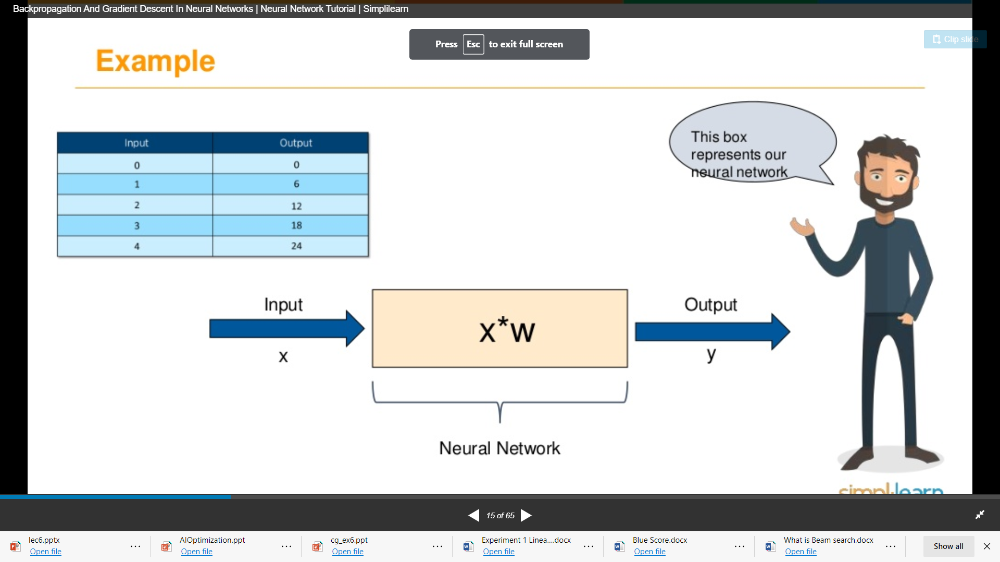 Backpropagation And Gradient Descent In Neural Networks | Neural Network Tutorial | Simplilearn
Press Esc to exit full screen
Clip slide
Example
This box
represents our
neural network
Input Output
0 0
1 6
2 12
3 18
4 24
Input
x
x*w
Output
y
Neural Network
simplilearn
15 of 65
lec6.pptx
Open file
...
AIOptimization.ppt
Open file
...
cg_ex6.ppt
Open file
...
Experiment 1 Linea....docx
Open file
...
Blue Score.docx
Open file
...
What is Beam search.docx
Open file
...
Show all